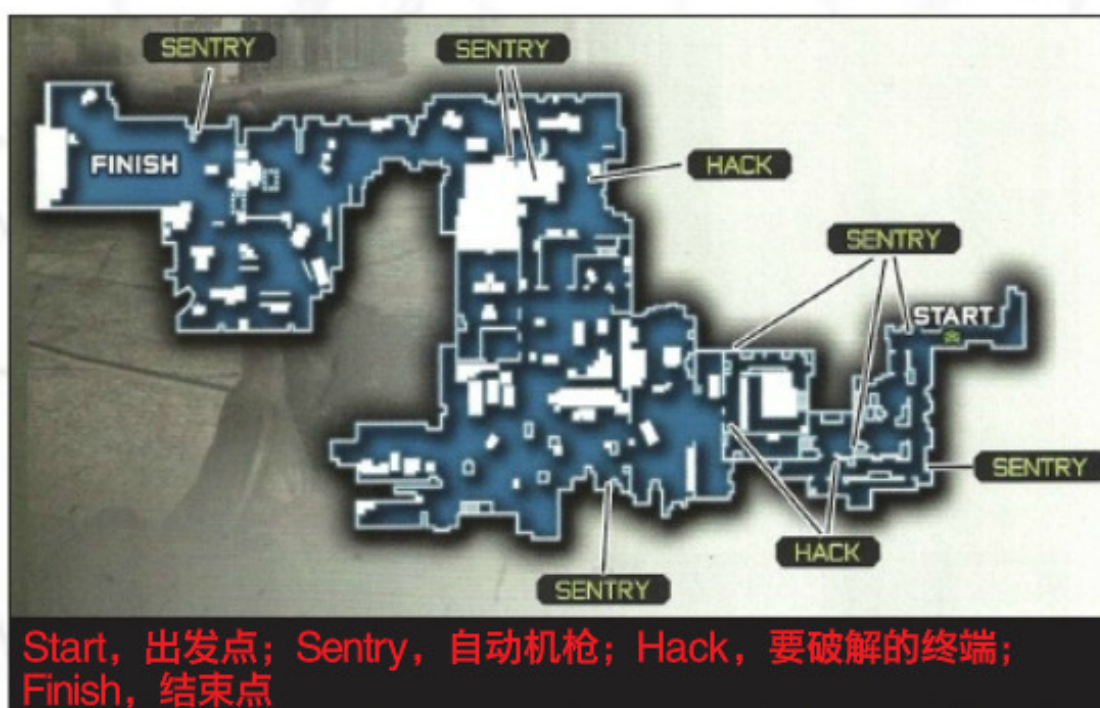 SENTRY
SENTRY
FINISH
HACK
SENTRY
START
SENTRY
HACK
SENTRY
Start，出发点；Sentry，自动机枪；Hack，要破解的终端；
Finish，结束点